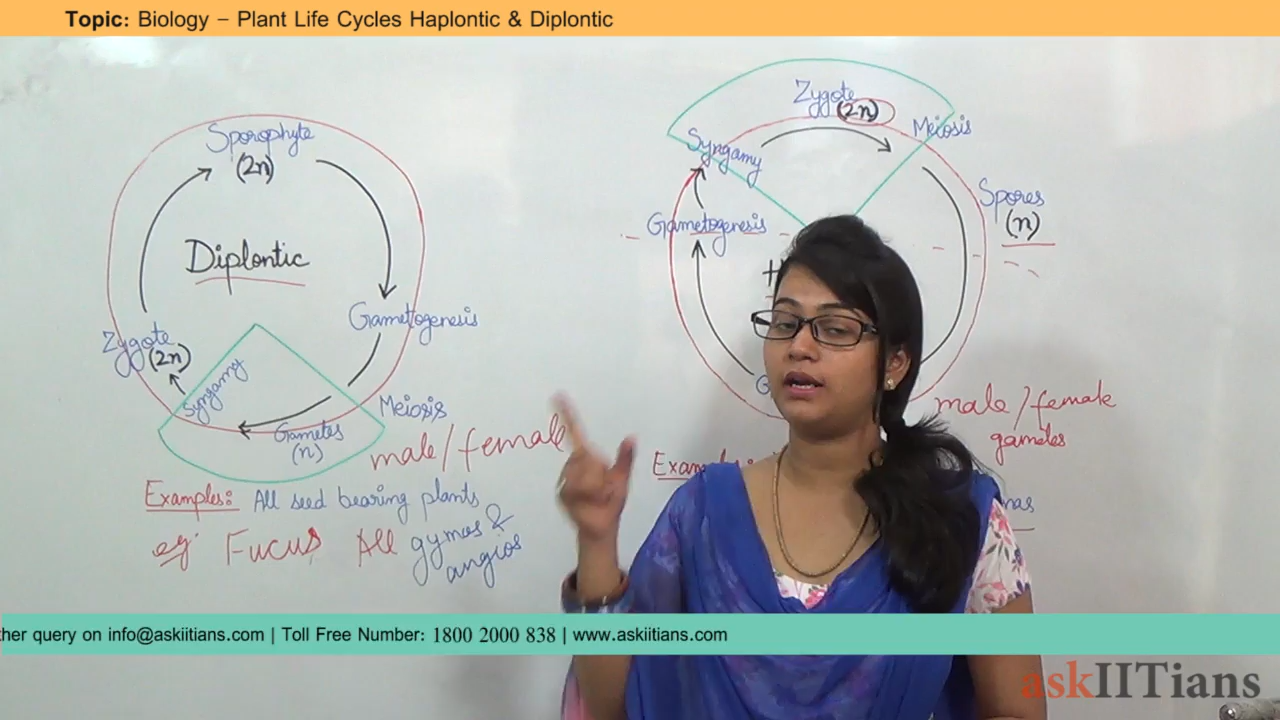 Topic: Biology – Plant Life Cycles Haplontic & Diplontic
Sporophyte
(2n)
Diplontic
Gametogenesis
Zygote
(2n)
Syngamy
Meiosis
Gametes
(n)
male/female
Examples: All seed bearing plants
eg. Fucus All gymos &
angios
Zygote
(2n)
Meiosis
Syngamy
Spores
(n)
Gametogenesis
male/female
gametes
query on info@askiitians.com | Toll Free Number: 1800 2000 838 | www.askiitians.com
askIITians